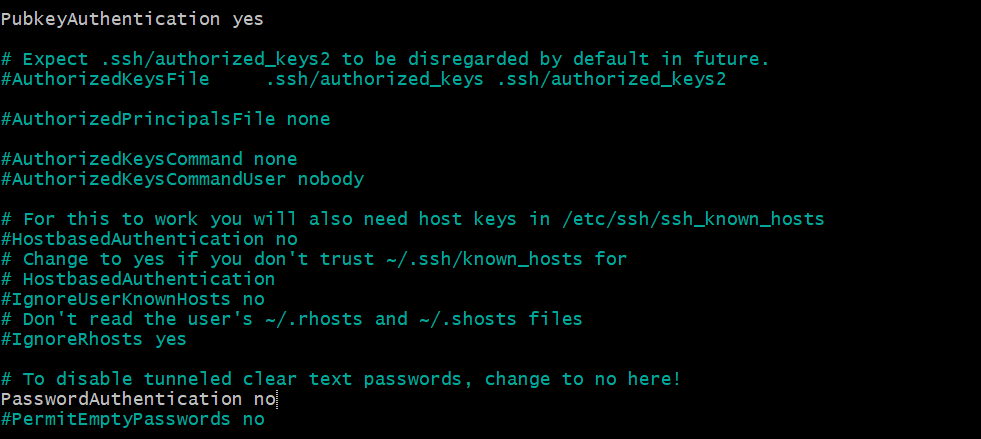 PubkeyAuthentication yes
# Expect .ssh/authorized_keys2 to be disregarded by default in future.
#AuthorizedKeysFile     .ssh/authorized_keys .ssh/authorized_keys2
#AuthorizedPrincipalsFile none
#AuthorizedKeysCommand none
#AuthorizedKeysCommandUser nobody
# For this to work you will also need host keys in /etc/ssh/ssh_known_hosts
#HostbasedAuthentication no
# Change to yes if you don't trust ~/.ssh/known_hosts for
# HostbasedAuthentication
#IgnoreUserKnownHosts no
# Don't read the user's ~/.rhosts and ~/.shosts files
#IgnoreRhosts yes
# To disable tunneled clear text passwords, change to no here!
PasswordAuthentication no
#PermitEmptyPasswords no